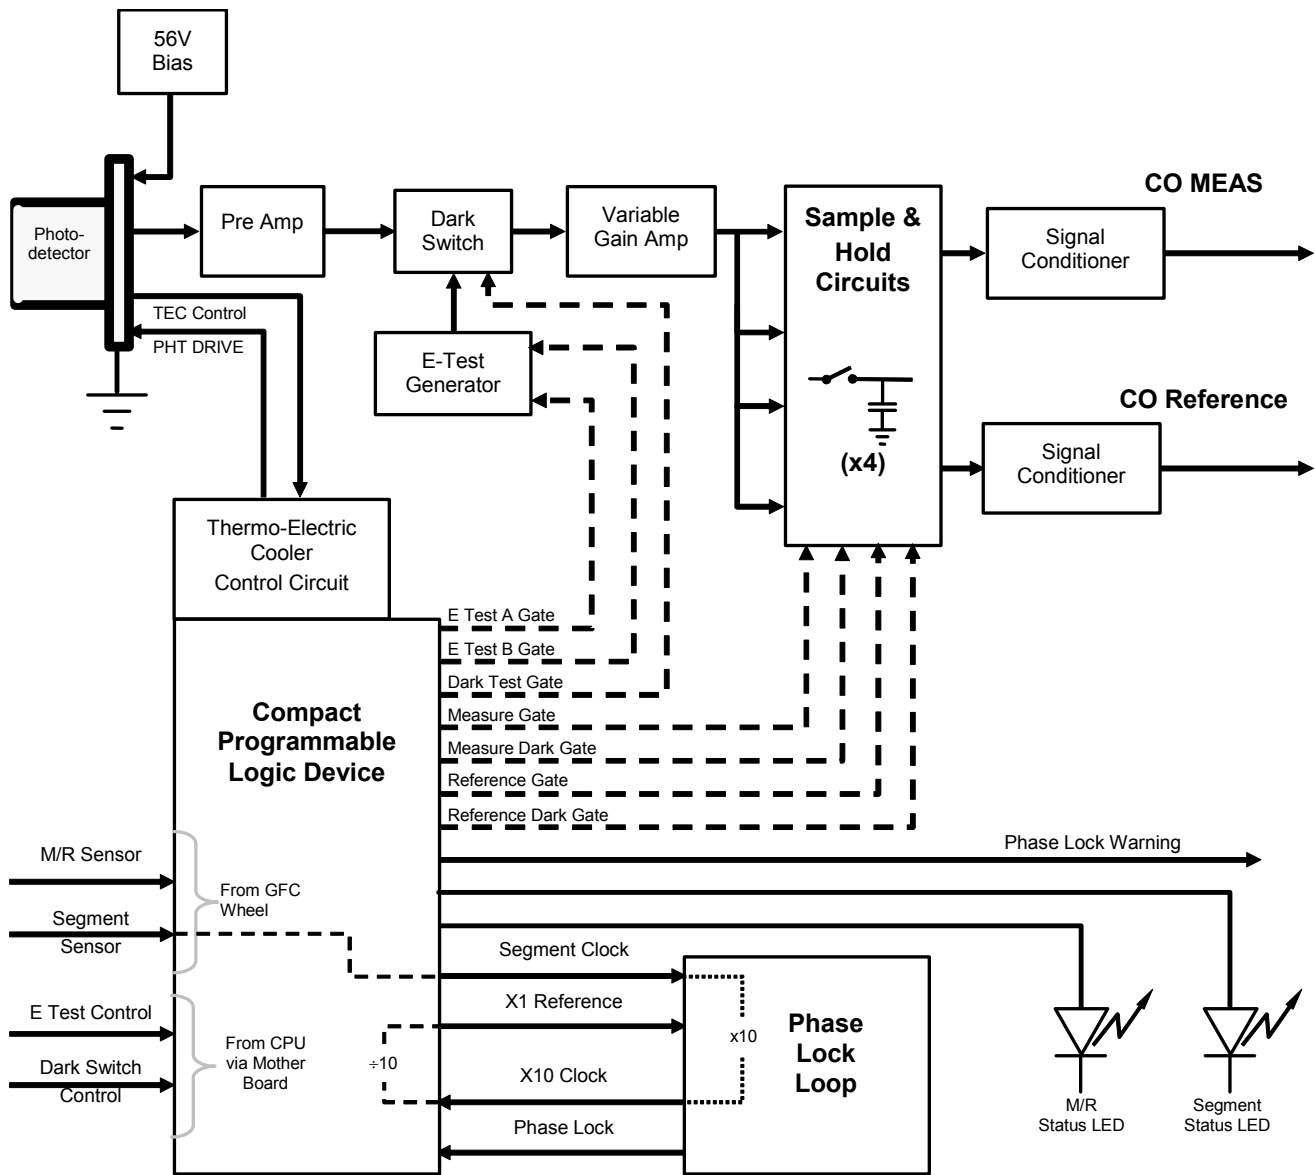 56V
Bias
CO MEAS
Photo-
detector
Pre Amp
Dark
Switch
Variable
Gain Amp
Sample &
Hold
Circuits
Signal
Conditioner
TEC Control
PHT DRIVE
E-Test
Generator
(x4)
CO Reference
Signal
Conditioner
Thermo-Electric
Cooler
Control Circuit
E Test A Gate
E Test B Gate
Dark Test Gate
Measure Gate
Measure Dark Gate
Reference Gate
Reference Dark Gate
Compact
Programmable
Logic Device
Phase Lock Warning
M/R Sensor
Segment
Sensor
From GFC
Wheel
E Test Control
Dark Switch
Control
From CPU
via Mother
Board
÷10
Segment Clock
X1 Reference
X10 Clock
Phase Lock
x10
Phase
Lock
Loop
M/R
Status LED
Segment
Status LED